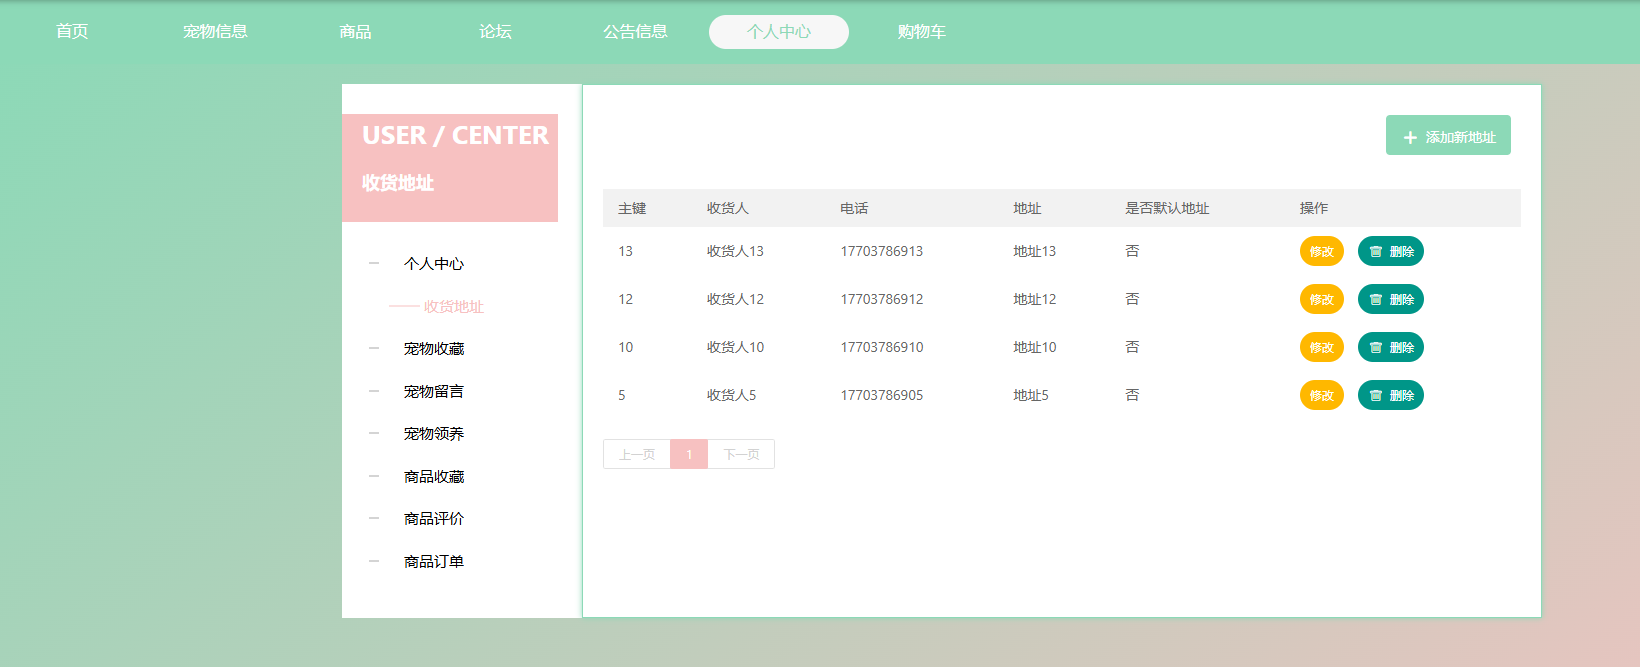 首页 宠物信息 商品 论坛 公告信息 个人中心 购物车
USER / CENTER
收货地址
个人中心
收货地址
宠物收藏
宠物留言
宠物领养
商品收藏
商品评价
商品订单
添加新地址
主键 收货人 电话 地址 是否默认地址 操作
13 收货人13 17703786913 地址13 否 修改 删除
12 收货人12 17703786912 地址12 否 修改 删除
10 收货人10 17703786910 地址10 否 修改 删除
5 收货人5 17703786905 地址5 否 修改 删除
上一页 1 下一页